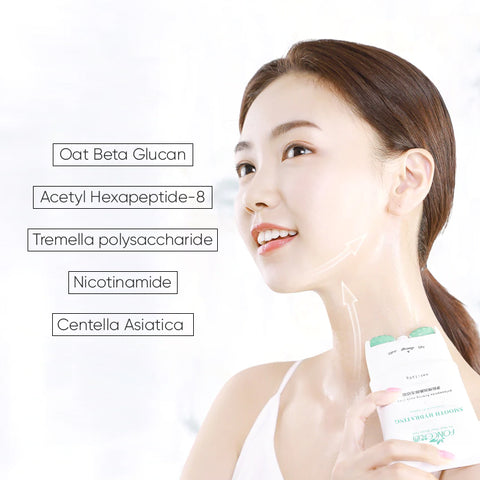 Oat Beta Glucan
Acetyl Hexapeptide-8
Tremella polysaccharide
Nicotinamide
Centella Asiatica
SMOOTH HYDRATING